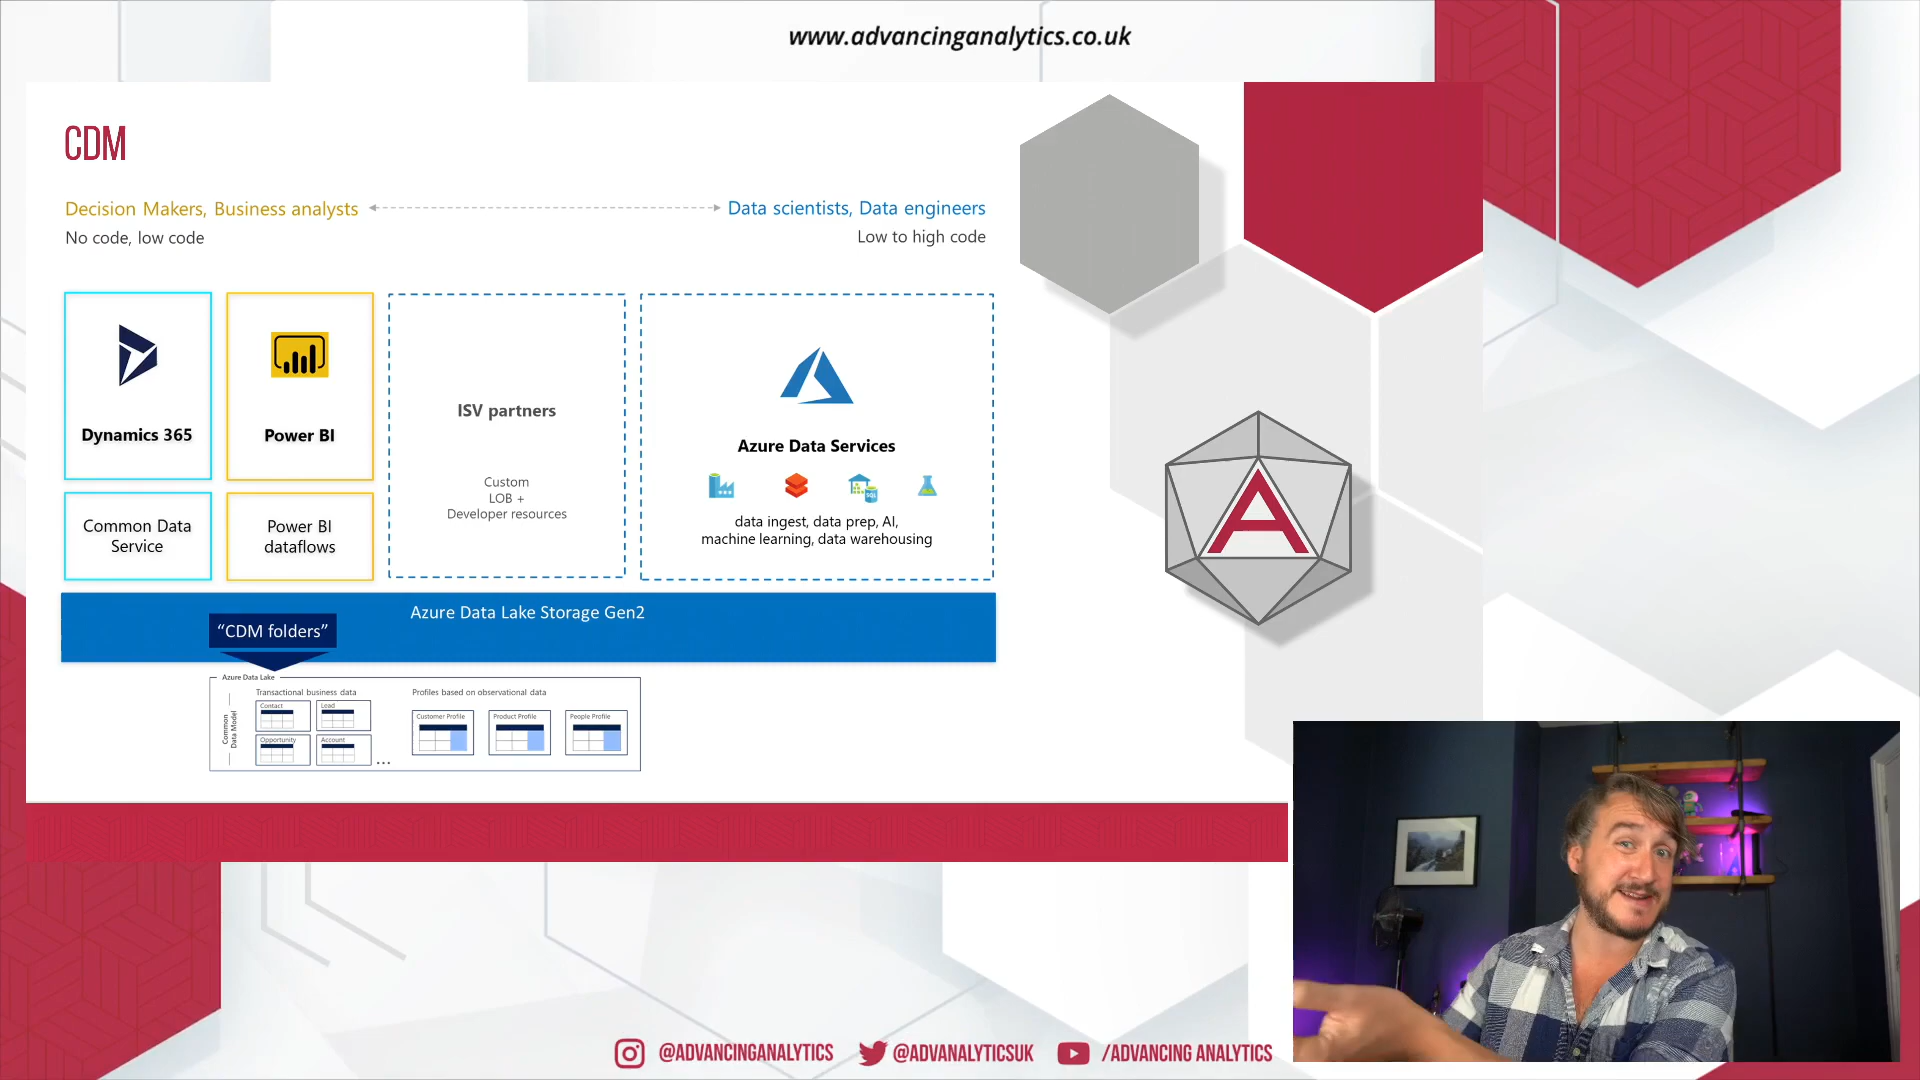 www.advancinganalytics.co.uk
CDM
Decision Makers, Business analysts
Data scientists, Data engineers
No code, low code
Low to high code
Dynamics 365
Power BI
ISV partners
Custom
LOB +
Developer resources
Azure Data Services
SQL
data ingest, data prep, AI,
machine learning, data warehousing
Common Data
Service
Power BI
dataflows
Azure Data Lake Storage Gen2
“CDM folders”
Azure Data Lake
Common
Data Model
Transactional business data
Contact
Lead
Opportunity
Account
...
Profiles based on observational data
Customer Profile
Product Profile
People Profile
A
@ADVANCINGANALYTICS
@ADVANALYTICSUK
/ADVANCING ANALYTICS